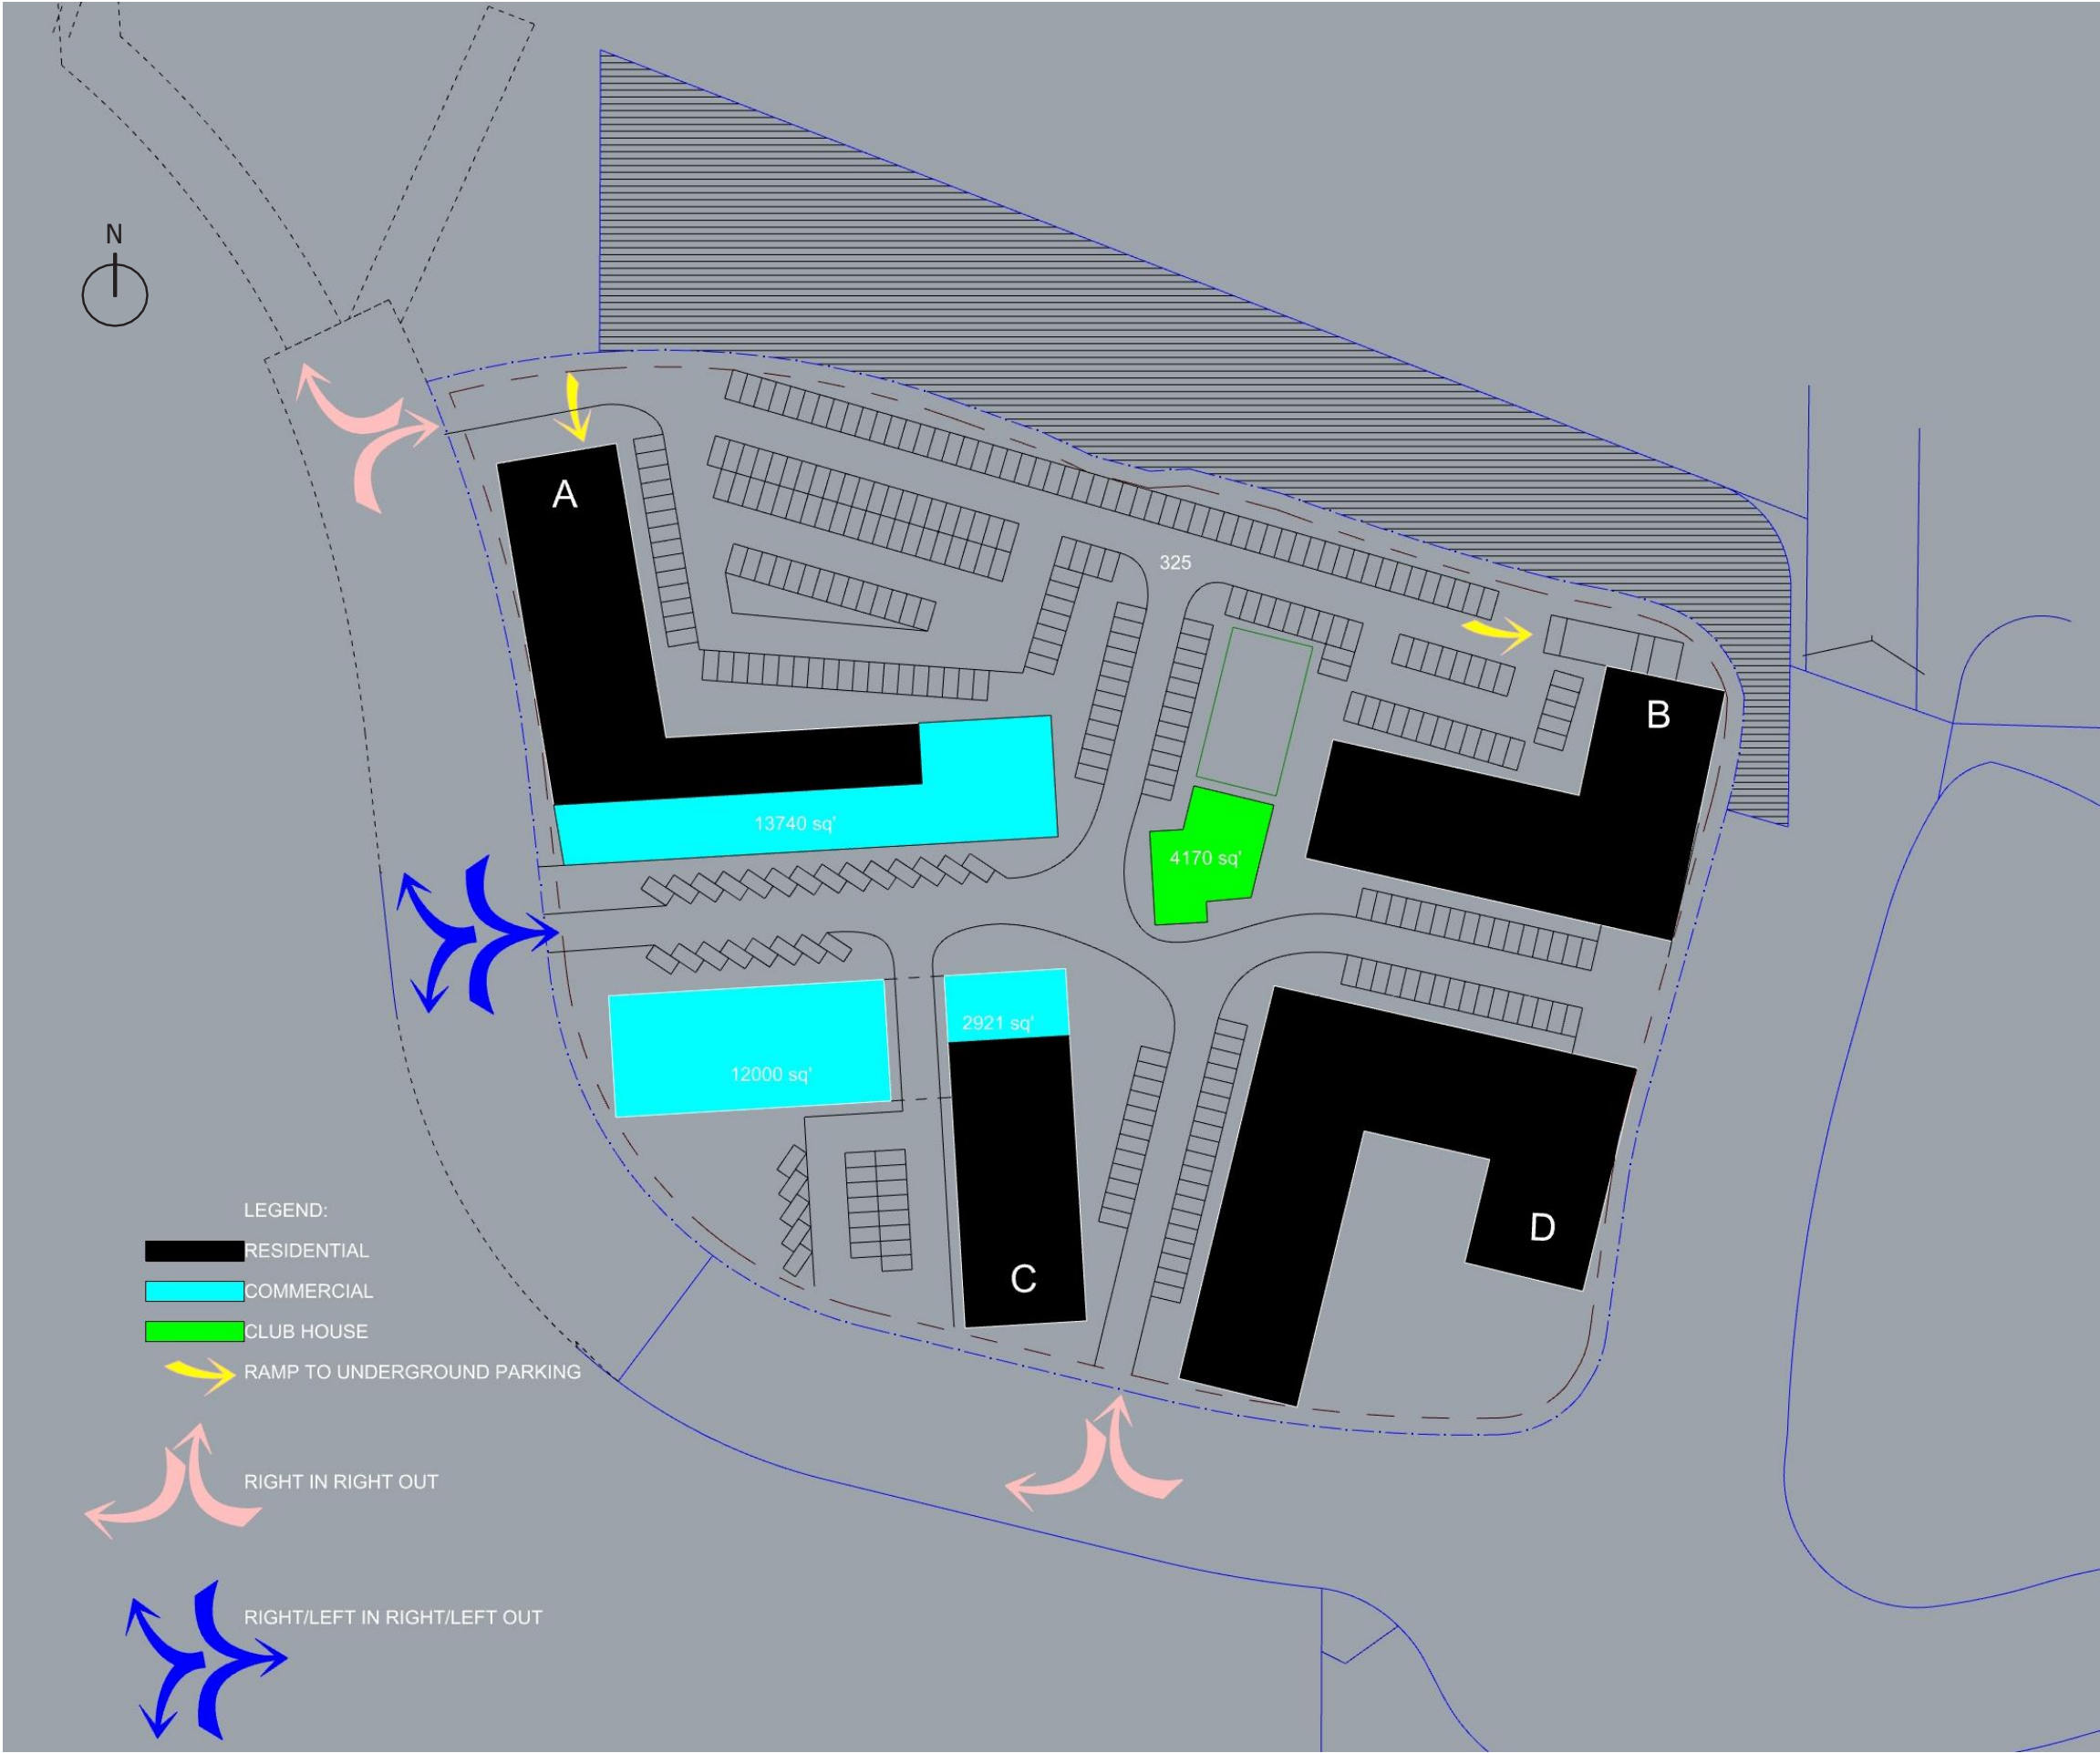 N
A
325
B
13740 sq'
4170 sq'
2921 sq'
12000 sq'
C
D
LEGEND:
RESIDENTIAL
COMMERCIAL
CLUB HOUSE
RAMP TO UNDERGROUND PARKING
RIGHT IN RIGHT OUT
RIGHT/LEFT IN RIGHT/LEFT OUT